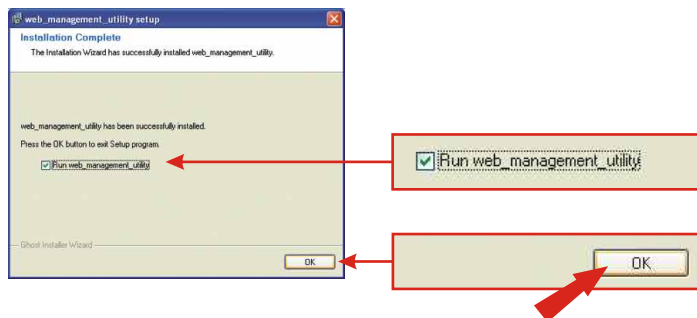 web_management_utility setup
Installation Complete
The Installation Wizard has successfully installed web_management_utility.
web_management_utility has been successfully installed.
Press the OK button to exit Setup program.
Run web_management_utility
Run web_management_utility
Ghost Installer Wizard
OK
OK